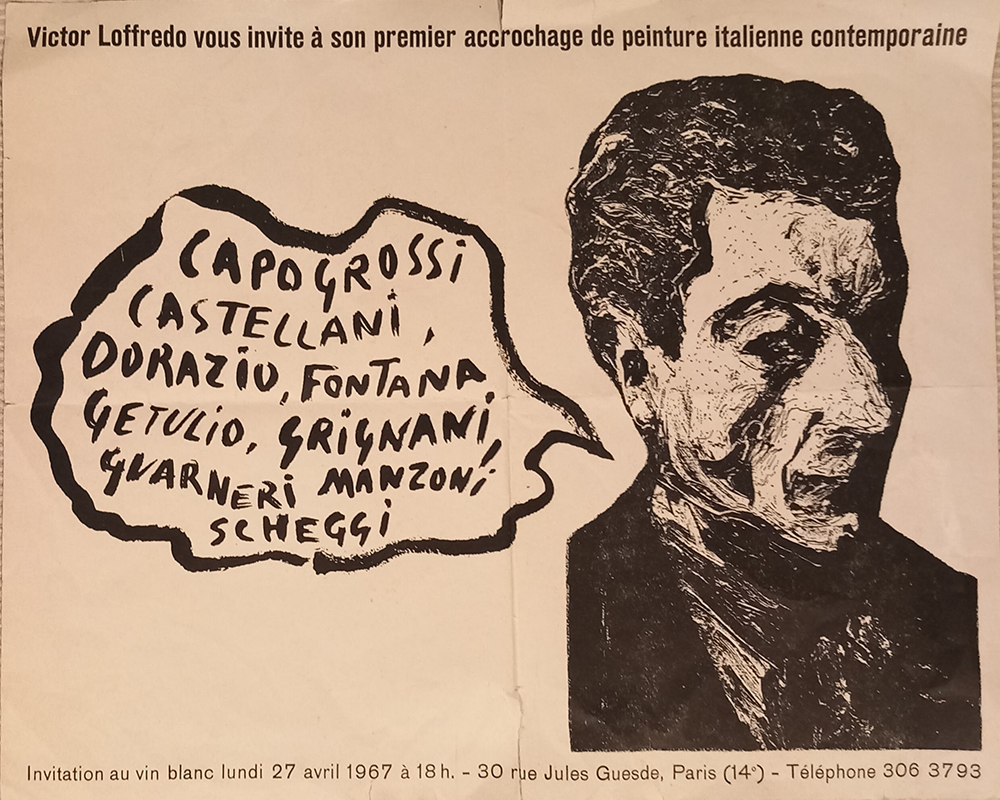 Victor Loffredo vous invite à son premier accrochage de peinture italienne contemporaine
CAPOGROSSi
CASTELLANi,
DORAZiO, FONTANA
GETULiO, GRiGNANi,
GUARNERi MANZONi
SCHEGGi
Invitation au vin blanc lundi 27 avril 1967 à 18 h. - 30 rue Jules Guesde, Paris (14e) - Téléphone 306 3793